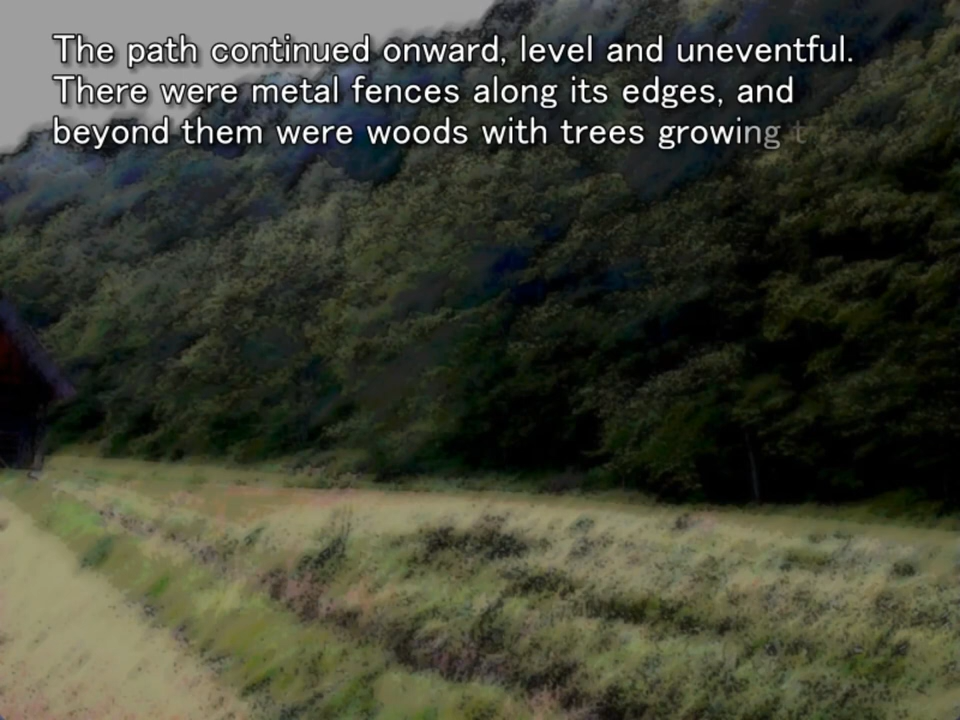 The path continued onward, level and uneventful.
There were metal fences along its edges, and
beyond them were woods with trees growing t